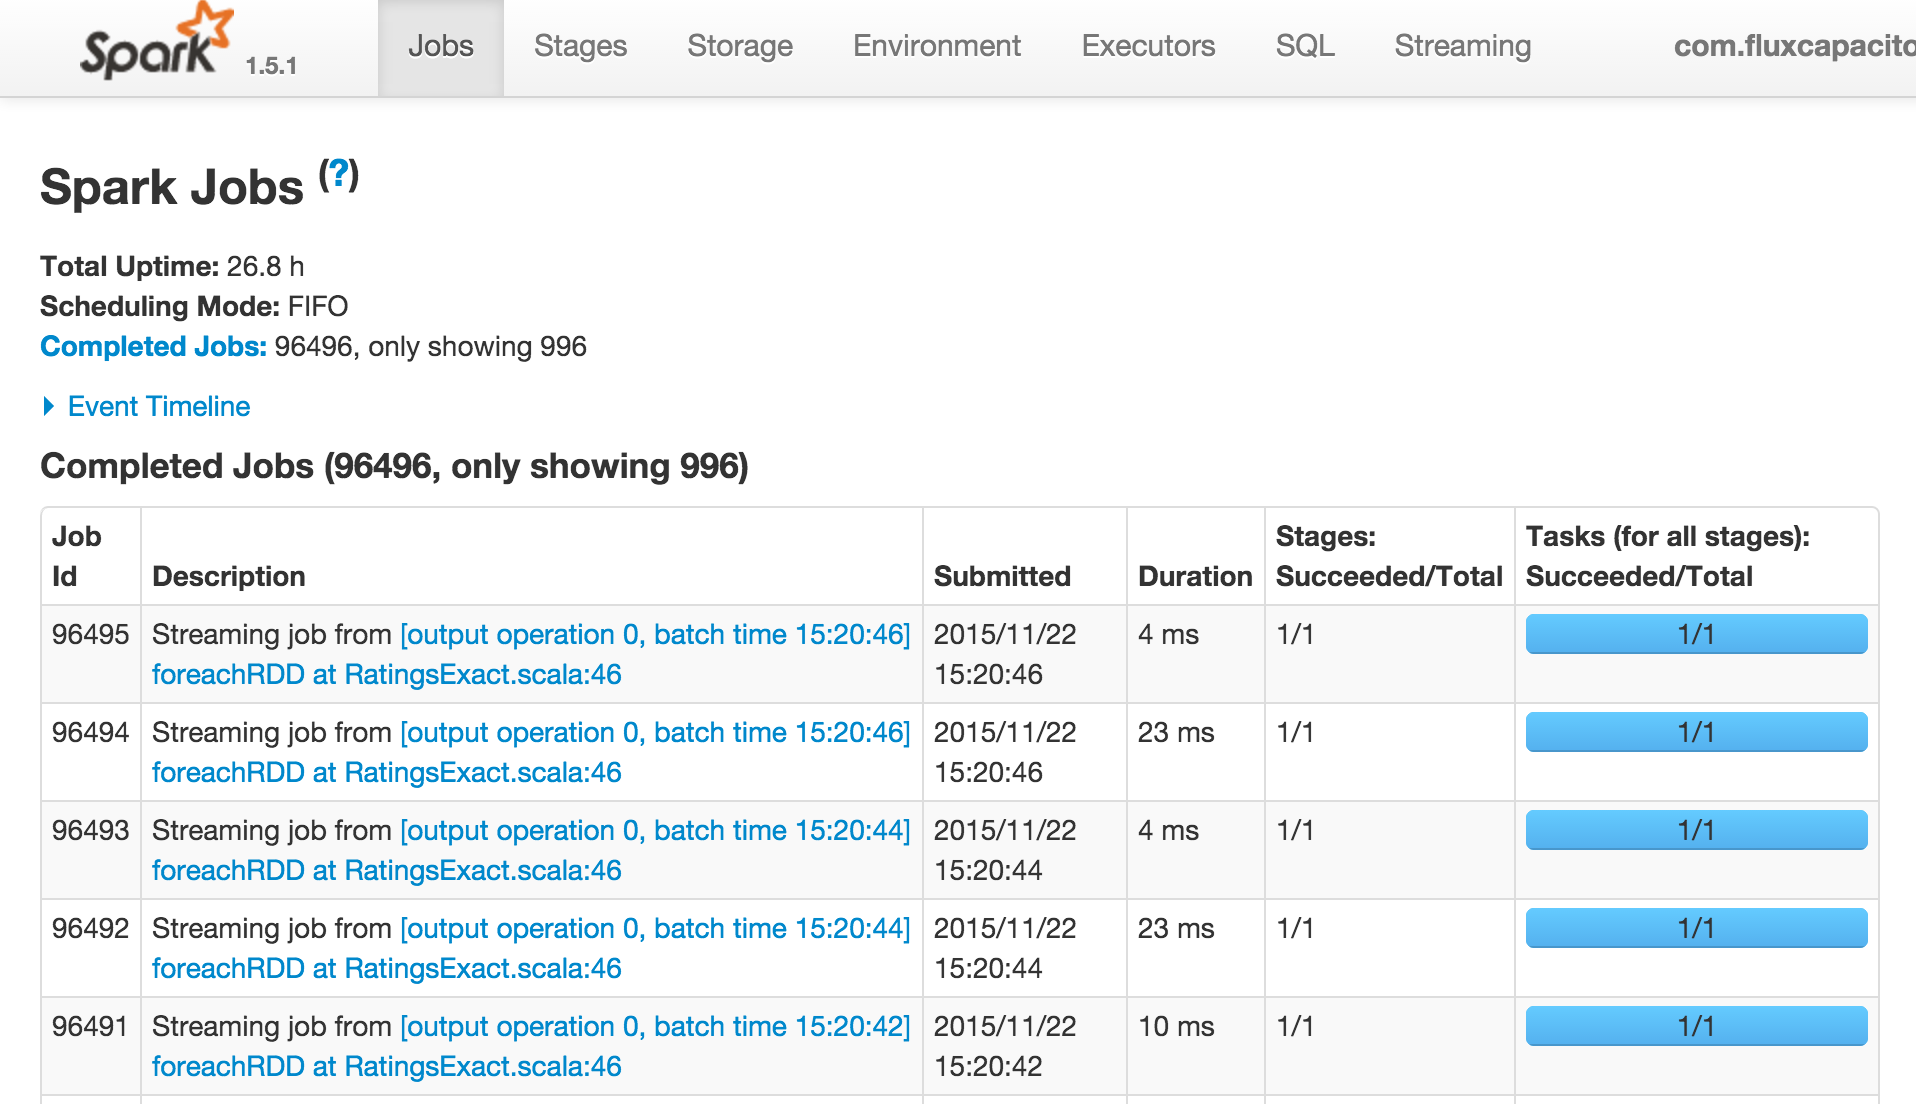 Spark 1.5.1 Jobs Stages Storage Environment Executors SQL Streaming com.fluxcapacito
Spark Jobs (?)
Total Uptime: 26.8 h
Scheduling Mode: FIFO
Completed Jobs: 96496, only showing 996
Event Timeline
Completed Jobs (96496, only showing 996)
Job Id Description Submitted Duration Stages: Succeeded/Total Tasks (for all stages): Succeeded/Total
96495 Streaming job from [output operation 0, batch time 15:20:46] 2015/11/22 4 ms 1/1 1/1
foreachRDD at RatingsExact.scala:46 15:20:46
96494 Streaming job from [output operation 0, batch time 15:20:46] 2015/11/22 23 ms 1/1 1/1
foreachRDD at RatingsExact.scala:46 15:20:46
96493 Streaming job from [output operation 0, batch time 15:20:44] 2015/11/22 4 ms 1/1 1/1
foreachRDD at RatingsExact.scala:46 15:20:44
96492 Streaming job from [output operation 0, batch time 15:20:44] 2015/11/22 23 ms 1/1 1/1
foreachRDD at RatingsExact.scala:46 15:20:44
96491 Streaming job from [output operation 0, batch time 15:20:42] 2015/11/22 10 ms 1/1 1/1
foreachRDD at RatingsExact.scala:46 15:20:42